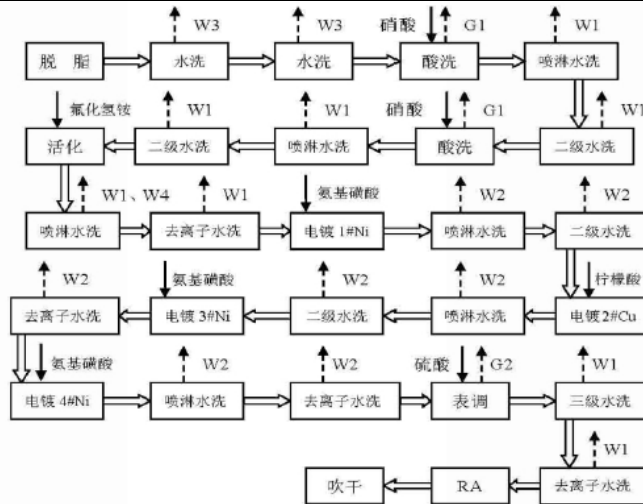 W3 W3 硝酸 G1 W1
脱脂 水洗 水洗 酸洗 喷淋水洗
氟化氢铵 W1 W1 硝酸 G1 W1
活化 二级水洗 喷淋水洗 酸洗 二级水洗
W1、W4 W1 氨基磺酸 W2 W2
喷淋水洗 去离子水洗 电镀1#Ni 喷淋水洗 二级水洗
W2 氨基磺酸 W2 W2 柠檬酸
去离子水洗 电镀3#Ni 二级水洗 喷淋水洗 电镀2#Cu
氨基磺酸 W2 W2 硫酸 G2 W1
电镀4#Ni 喷淋水洗 去离子水洗 表调 三级水洗
W1
吹干 RA 去离子水洗